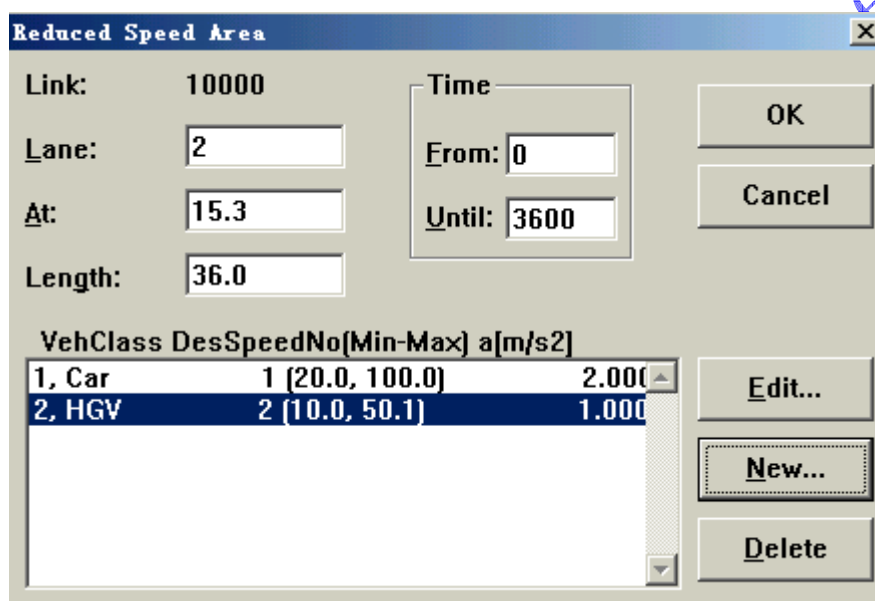 Reduced Speed Area
Link: 10000
Lane: 2
At: 15.3
Length: 36.0
Time
From: 0
Until: 3600
OK
Cancel
VehClass DesSpeedNo(Min-Max) a[m/s2]
1, Car 1 (20.0, 100.0) 2.000
2, HGV 2 (10.0, 50.1) 1.000
Edit...
New...
Delete